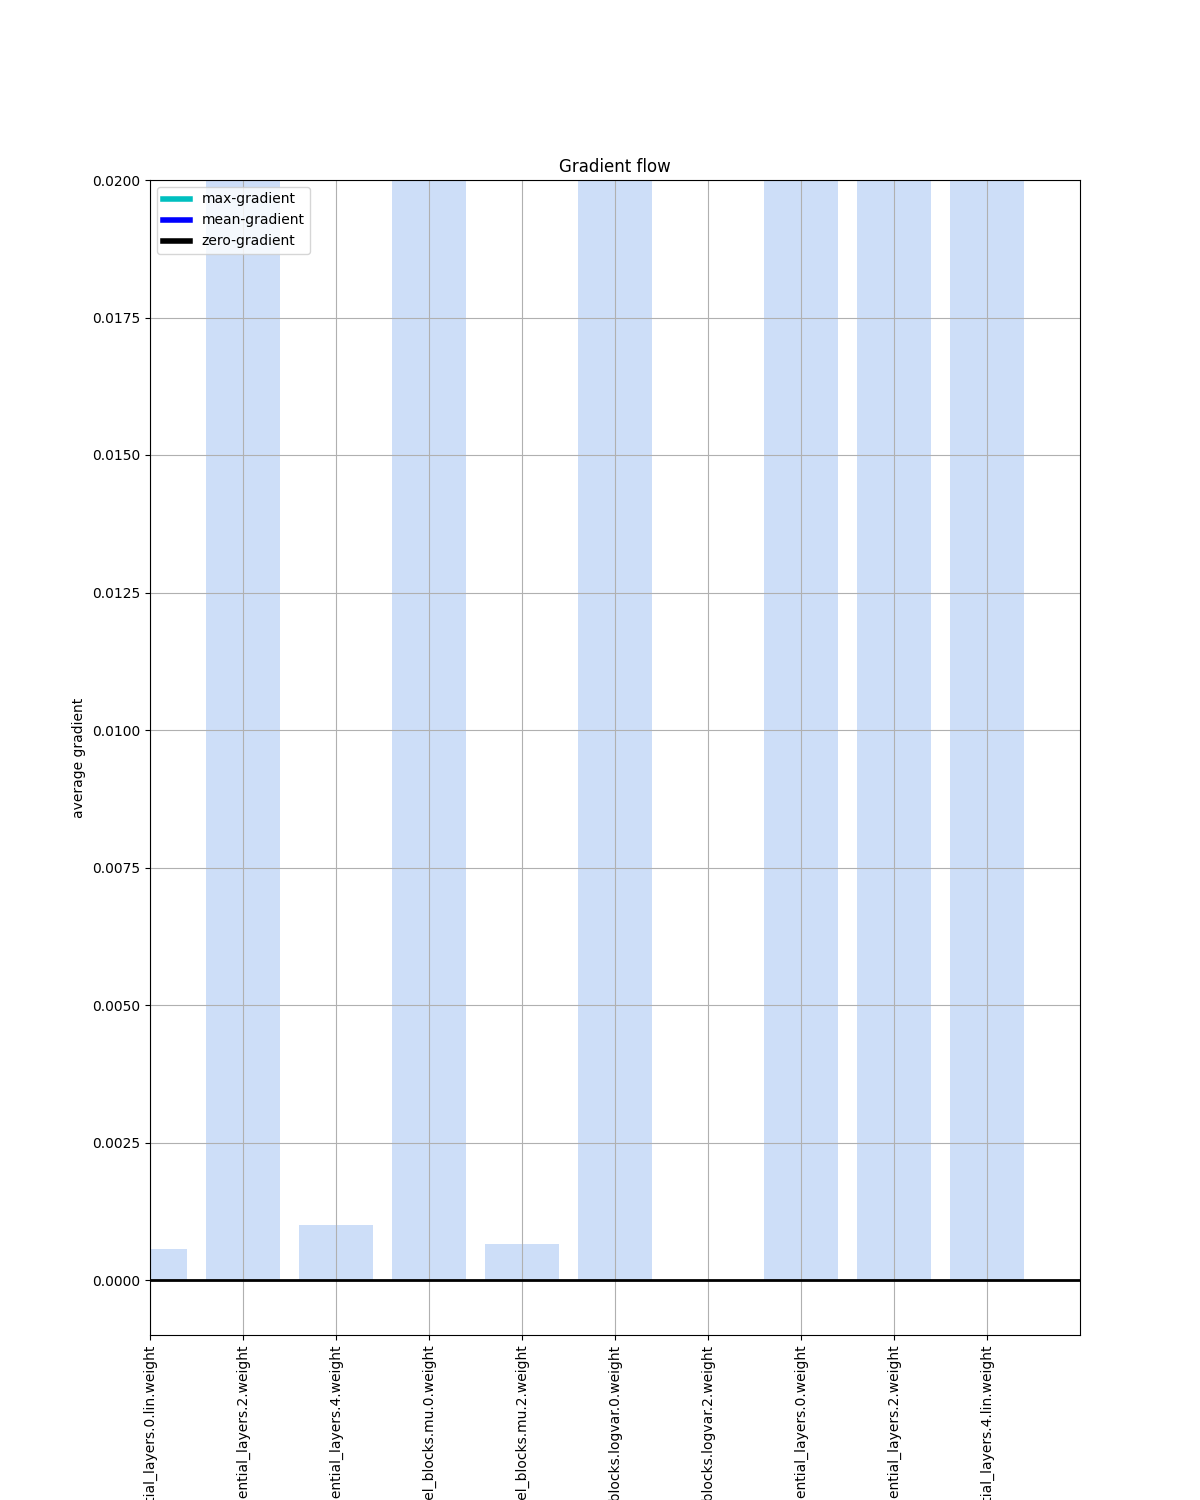 Gradient flow
max-gradient
mean-gradient
zero-gradient
0.0200
0.0175
0.0150
0.0125
0.0100
0.0075
0.0050
0.0025
0.0000
average gradient
tial_layers.0.lin.weight
ential_layers.2.weight
ential_layers.4.weight
el_blocks.mu.0.weight
el_blocks.mu.2.weight
blocks.logvar.0.weight
blocks.logvar.2.weight
ential_layers.0.weight
ential_layers.2.weight
tial_layers.4.lin.weight